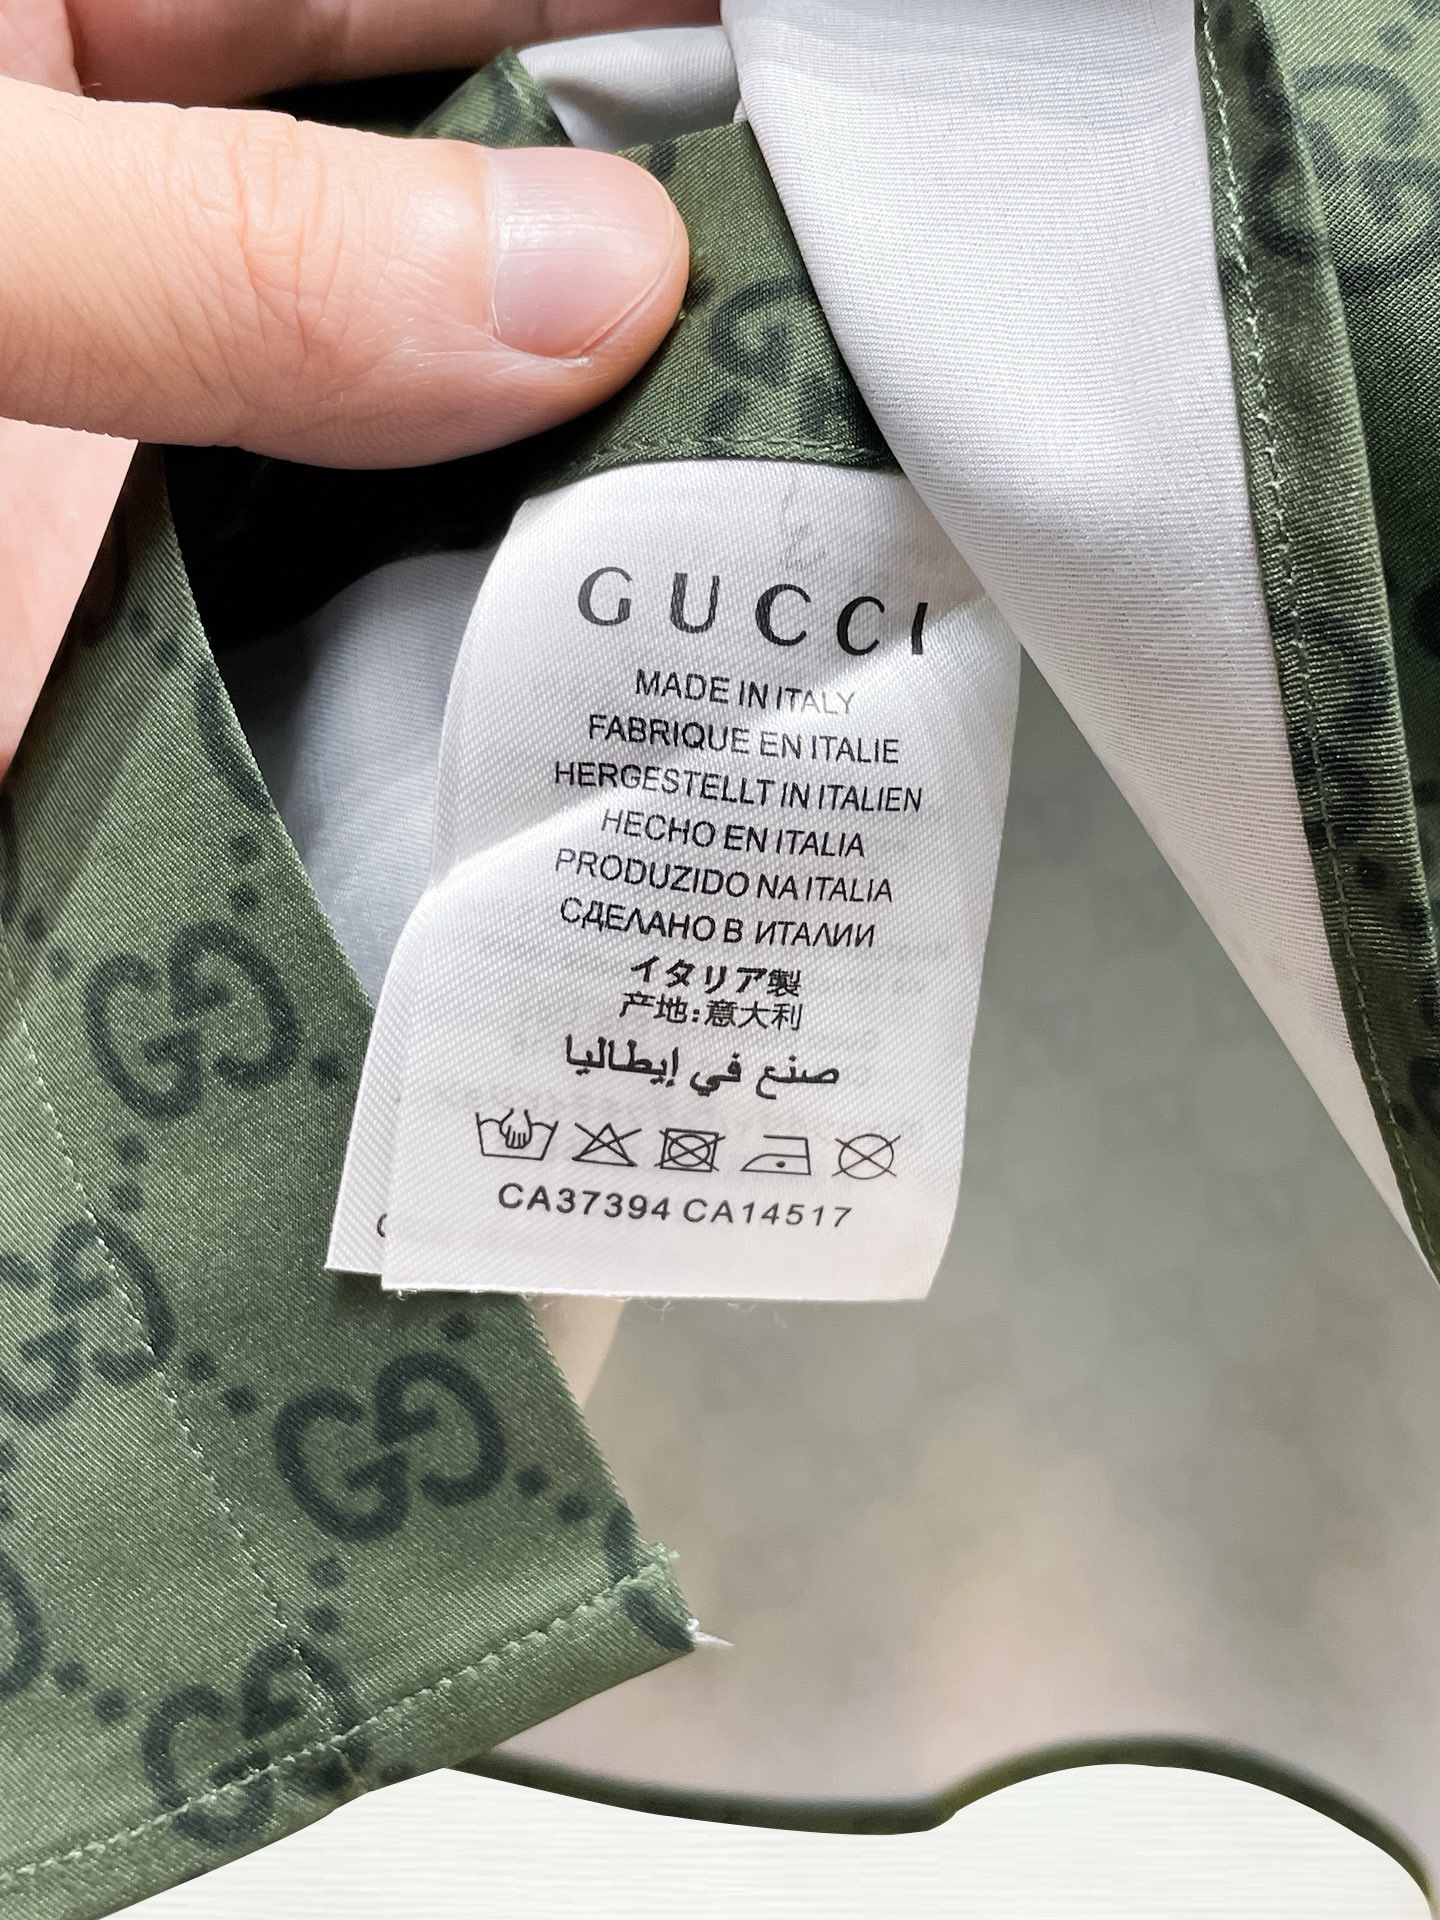 GUCCI
MADE IN ITALY
FABRIQUE EN ITALIE
HERGESTELLT IN ITALIEN
HECHO EN ITALIA
PRODUZIDO NA ITALIA
СДЕЛАНО В ИТАЛИИ
イタリア製
产地:意大利
صنع في إيطاليا
CA37394 CA14517